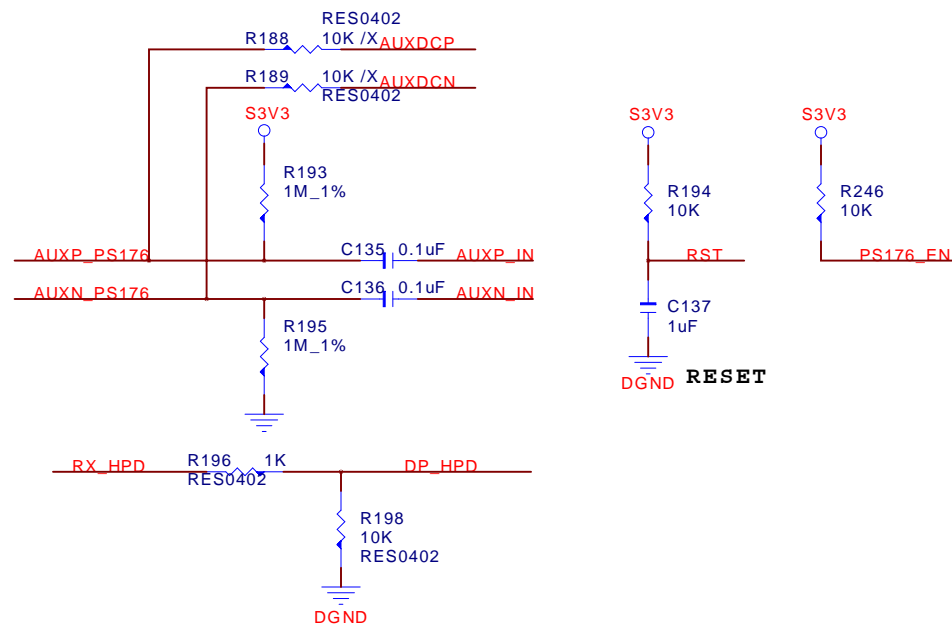 RES0402
R188 10K /X AUXDCP
R189 10K /X AUXDCN
RES0402
S3V3
R193
1M_1%
AUXP_PS176 C135 0.1uF AUXP_IN
AUXN_PS176 C136 0.1uF AUXN_IN
R195
1M_1%
S3V3
R194
10K
RST
C137
1uF
DGND RESET
S3V3
R246
10K
PS176_EN
RX_HPD R196 1K DP_HPD
RES0402
R198
10K
RES0402
DGND